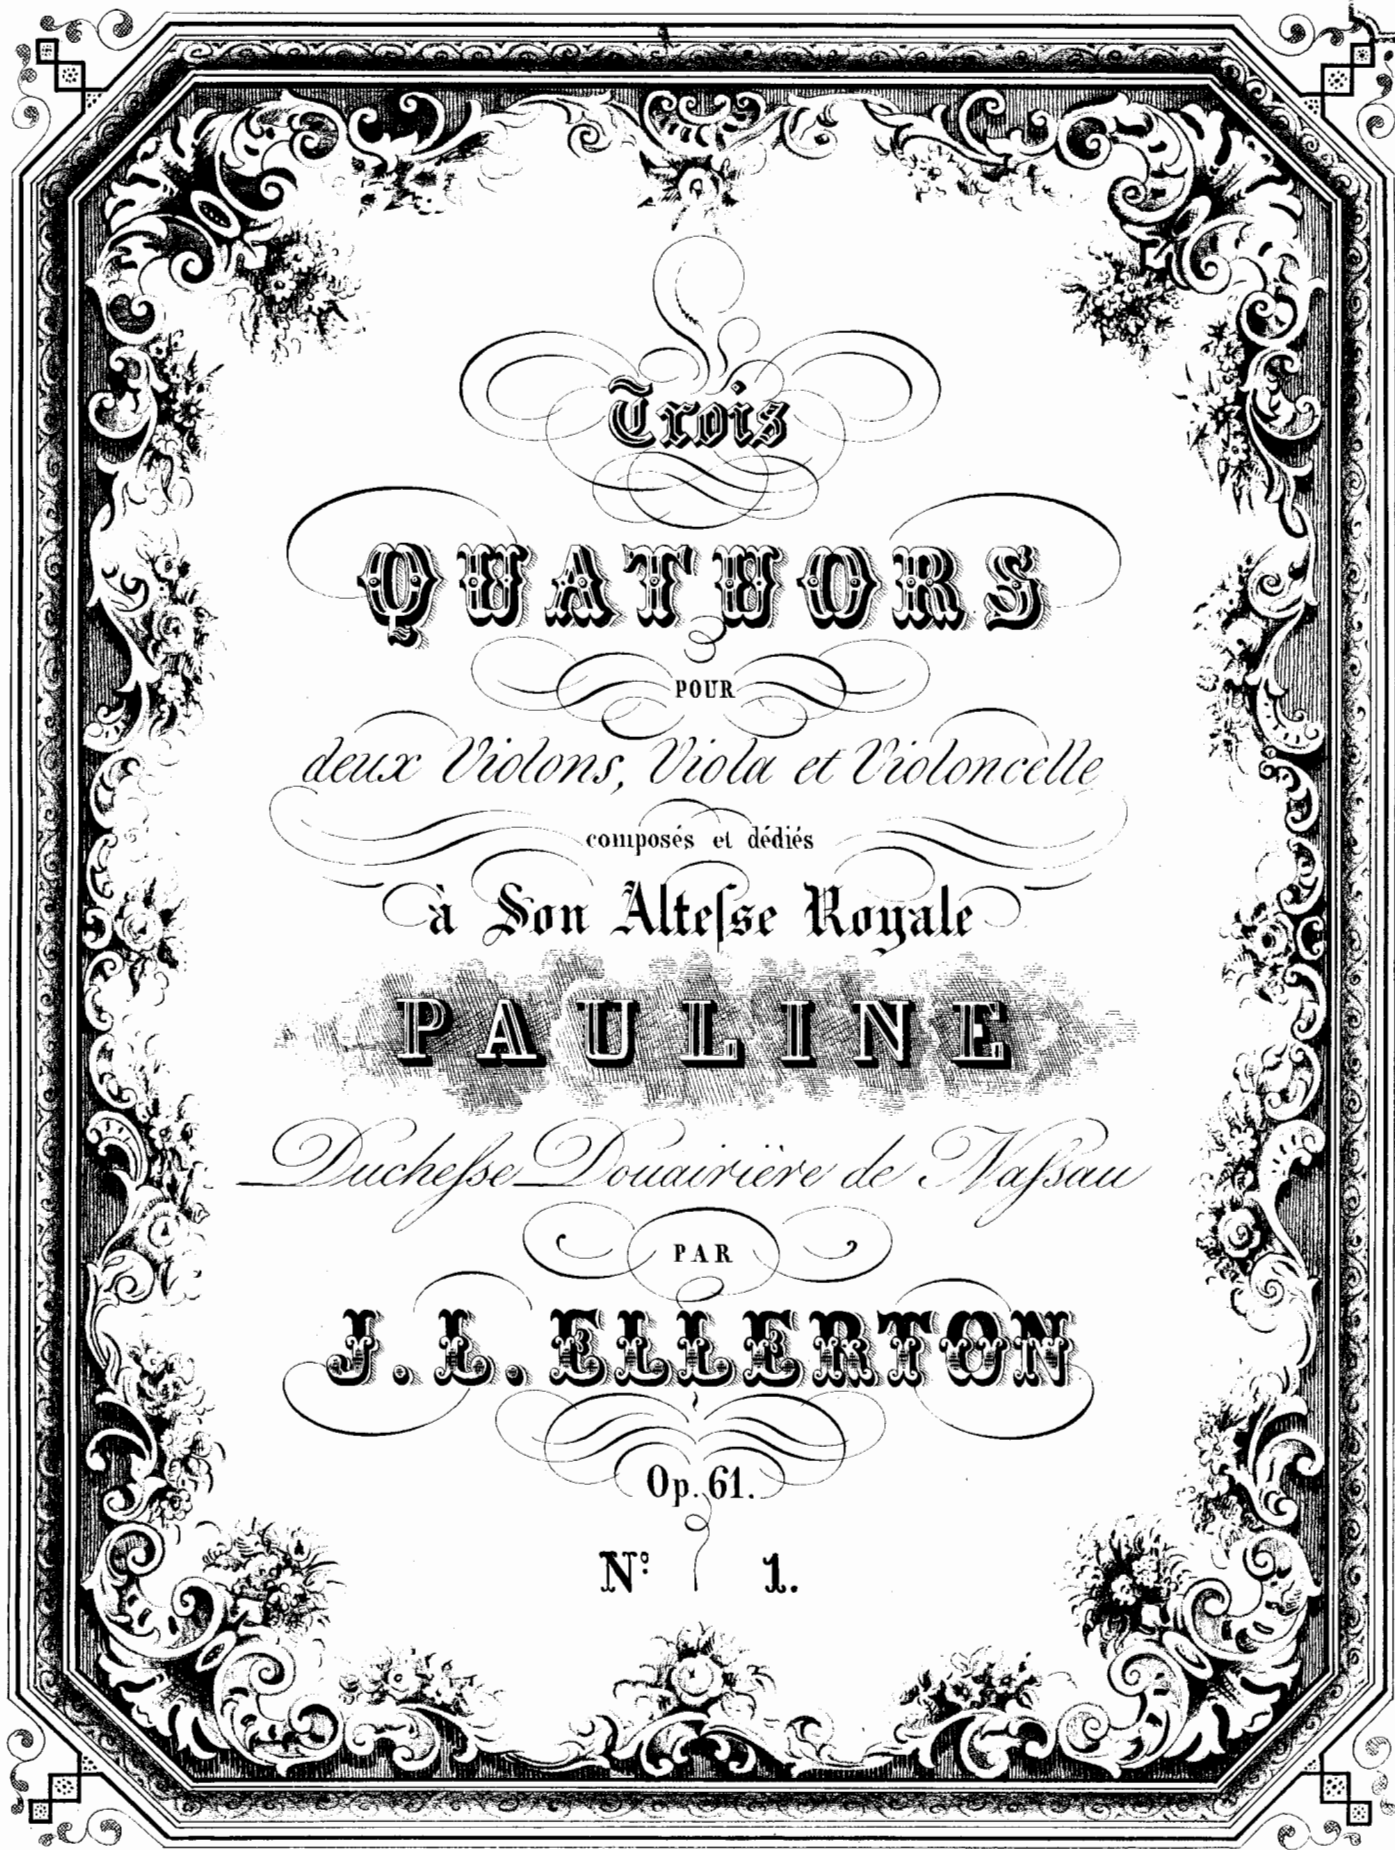 Trois
QUATUORS
POUR
deux Violons, Viola et Violoncelle
composés et dédiés
à Son Alteſse Royale
PAULINE
Ducheſse Douairière de Naſsau
PAR
J. L. ELLERTON
Op. 61.
Nº 1.